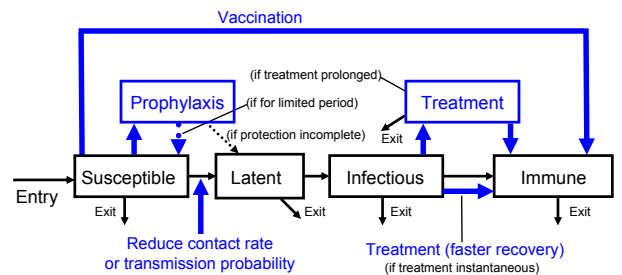 Vaccination
(if treatment prolonged)
Prophylaxis
(if for limited period)
Treatment
(if protection incomplete)
Exit
Entry
Susceptible
Latent
Infectious
Immune
Exit
Exit
Exit
Exit
Reduce contact rate
or transmission probability
Treatment (faster recovery)
(if treatment instantaneous)